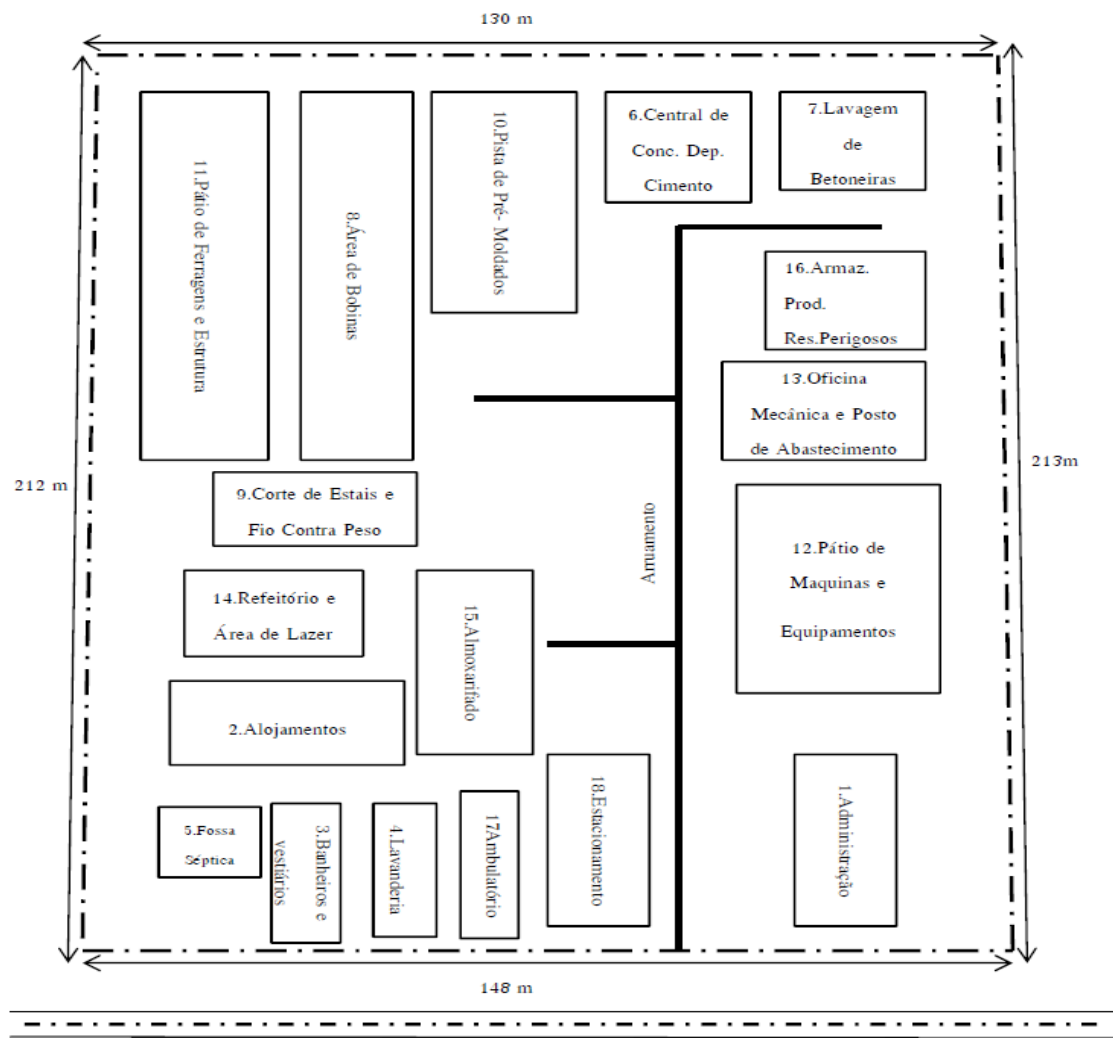 130 m
11.Pátio de Ferragens e Estrutura
8.Área de Bobinas
10.Pista de Pré- Moldados
6.Central de
Conc. Dep.
Cimento
7.Lavagem
de
Betoneiras
16.Armaz.
Prod.
Res.Perigosos
13.Oficina
Mecânica e Posto
de Abastecimento
212 m
213m
9.Corte de Estais e
Fio Contra Peso
Arruamento
12.Pátio de
Maquinas e
Equipamentos
14.Refeitório e
Área de Lazer
15.Almoxarifado
2.Alojamentos
5.Fossa
Séptica
3.Banheiros e
vestiários
4.Lavanderia
17Ambulatório
18.Estacionamento
1.Administração
148 m